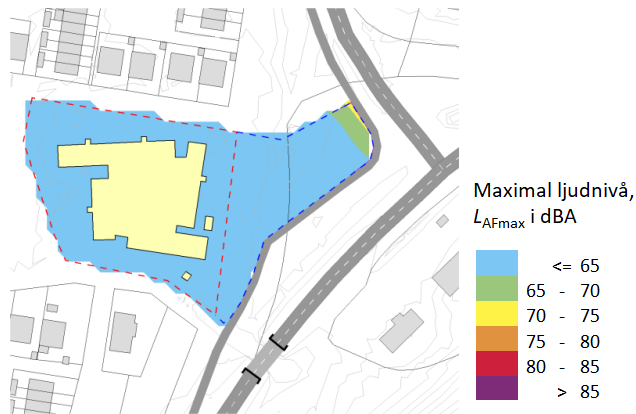 Maximal ljudnivå,
LAFmax i dBA
<= 65
65 - 70
70 - 75
75 - 80
80 - 85
> 85